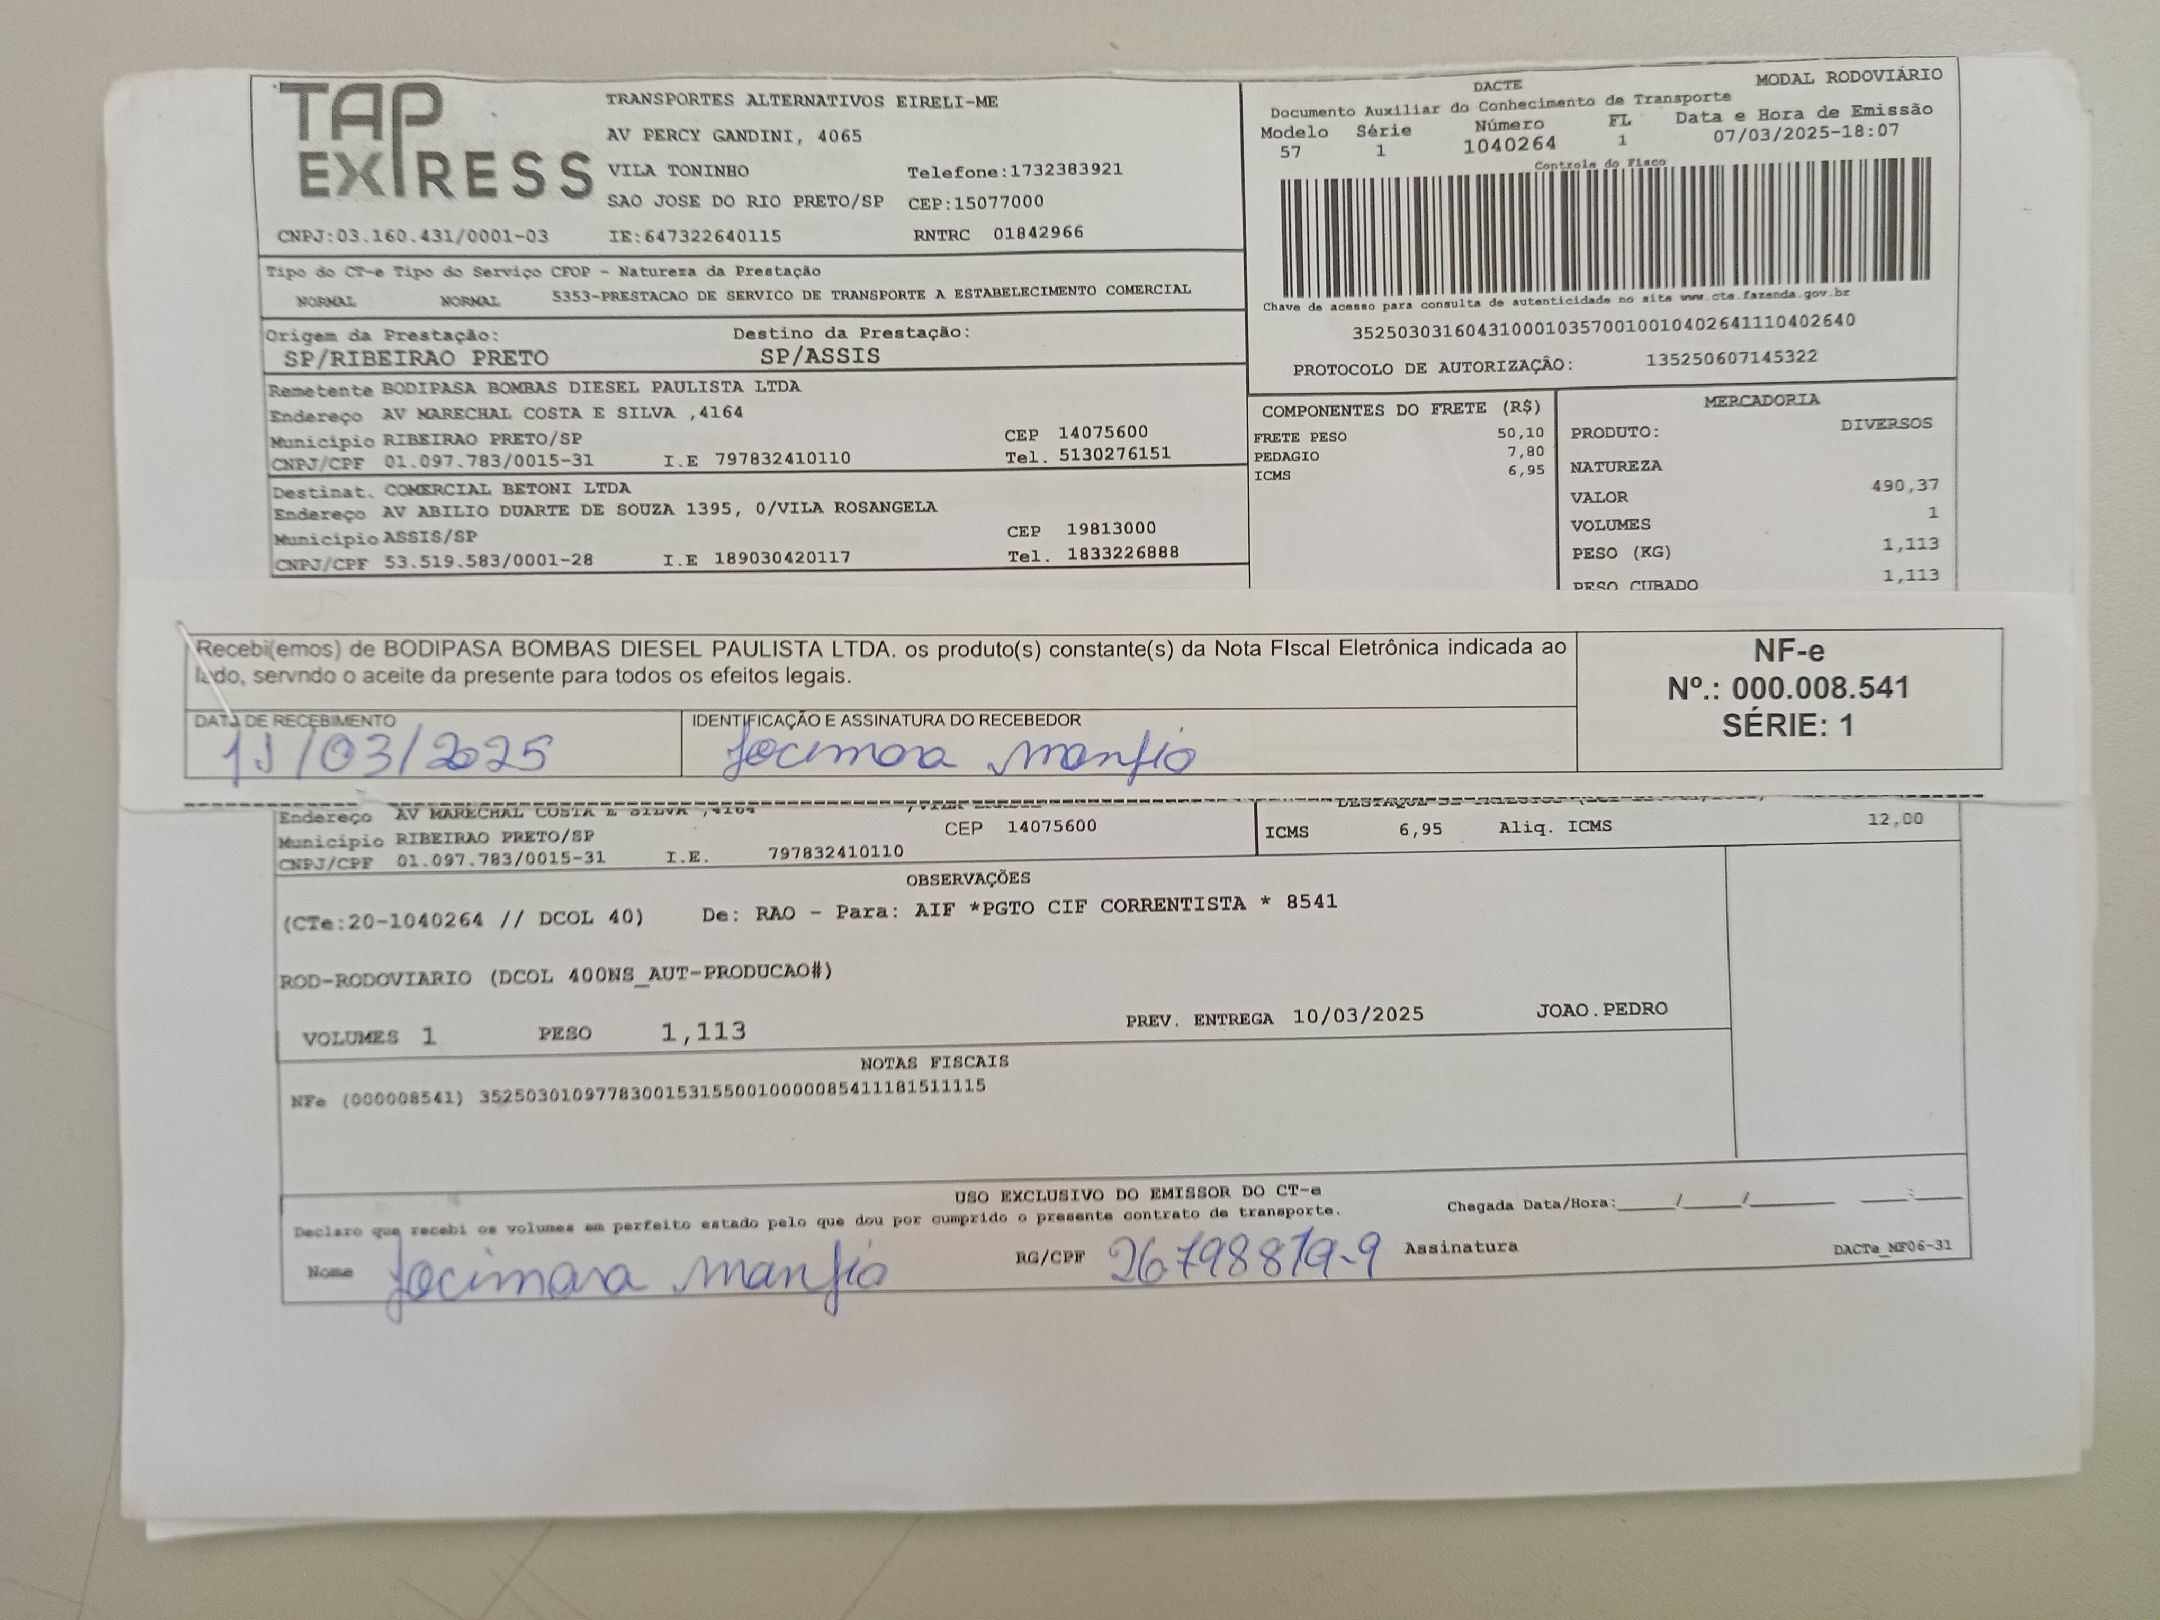 TAP EXPRESS
TRANSPORTES ALTERNATIVOS EIRELI-ME
AV PERCY GANDINI, 4065
VILA TONINHO Telefone:1732383921
SAO JOSE DO RIO PRETO/SP CEP:15077000
CNPJ:03.160.431/0001-03 IE:647322640115 RNTRC 01842966
DACTE MODAL RODOVIÁRIO
Documento Auxiliar do Conhecimento de Transporte
Modelo Série Número FL Data e Hora de Emissão
57 1 1040264 1 07/03/2025-18:07
Controle do Fisco
Chave de acesso para consulta de autenticidade no site www.cte.fazenda.gov.br
35250303160431000103570010010402641110402640
PROTOCOLO DE AUTORIZAÇÃO: 135250607145322
Tipo do CT-e Tipo do Serviço CFOP - Natureza da Prestação
NORMAL NORMAL 5353-PRESTACAO DE SERVICO DE TRANSPORTE A ESTABELECIMENTO COMERCIAL
Origem da Prestação: Destino da Prestação:
SP/RIBEIRAO PRETO SP/ASSIS
Remetente BODIPASA BOMBAS DIESEL PAULISTA LTDA
Endereço AV MARECHAL COSTA E SILVA ,4164
Município RIBEIRAO PRETO/SP CEP 14075600
CNPJ/CPF 01.097.783/0015-31 I.E 797832410110 Tel. 5130276151
Destinat. COMERCIAL BETONI LTDA
Endereço AV ABILIO DUARTE DE SOUZA 1395, 0/VILA ROSANGELA
Município ASSIS/SP CEP 19813000
CNPJ/CPF 53.519.583/0001-28 I.E 189030420117 Tel. 1833226888
COMPONENTES DO FRETE (R$)
FRETE PESO 50,10
PEDAGIO 7,80
ICMS 6,95
MERCADORIA
PRODUTO: DIVERSOS
NATUREZA
VALOR 490,37
VOLUMES 1
PESO (KG) 1,113
PESO CUBADO 1,113
Recebi(emos) de BODIPASA BOMBAS DIESEL PAULISTA LTDA. os produto(s) constante(s) da Nota FIscal Eletrônica indicada ao
lado, servndo o aceite da presente para todos os efeitos legais.
DATA DE RECEBIMENTO IDENTIFICAÇÃO E ASSINATURA DO RECEBEDOR
11/03/2025 Jocimara Manfio
NF-e
Nº.: 000.008.541
SÉRIE: 1
Endereço AV MARECHAL COSTA E SILVA ,4164
Município RIBEIRAO PRETO/SP CEP 14075600
CNPJ/CPF 01.097.783/0015-31 I.E. 797832410110
ICMS 6,95 Aliq. ICMS 12,00
OBSERVAÇÕES
(CTe:20-1040264 // DCOL 40) De: RAO - Para: AIF *PGTO CIF CORRENTISTA * 8541
ROD-RODOVIARIO (DCOL 400NS_AUT-PRODUCAO#)
VOLUMES 1 PESO 1,113 PREV. ENTREGA 10/03/2025 JOAO.PEDRO
NOTAS FISCAIS
NFe (000008541) 35250301097783001531550010000085411181511115
USO EXCLUSIVO DO EMISSOR DO CT-e
Declaro que recebi os volumes em perfeito estado pelo que dou por cumprido o presente contrato de transporte. Chegada Data/Hora:_____/_____/_______ ____:____
Nome Jocimara Manfio RG/CPF 26798819-9 Assinatura DACTe_MF06-31